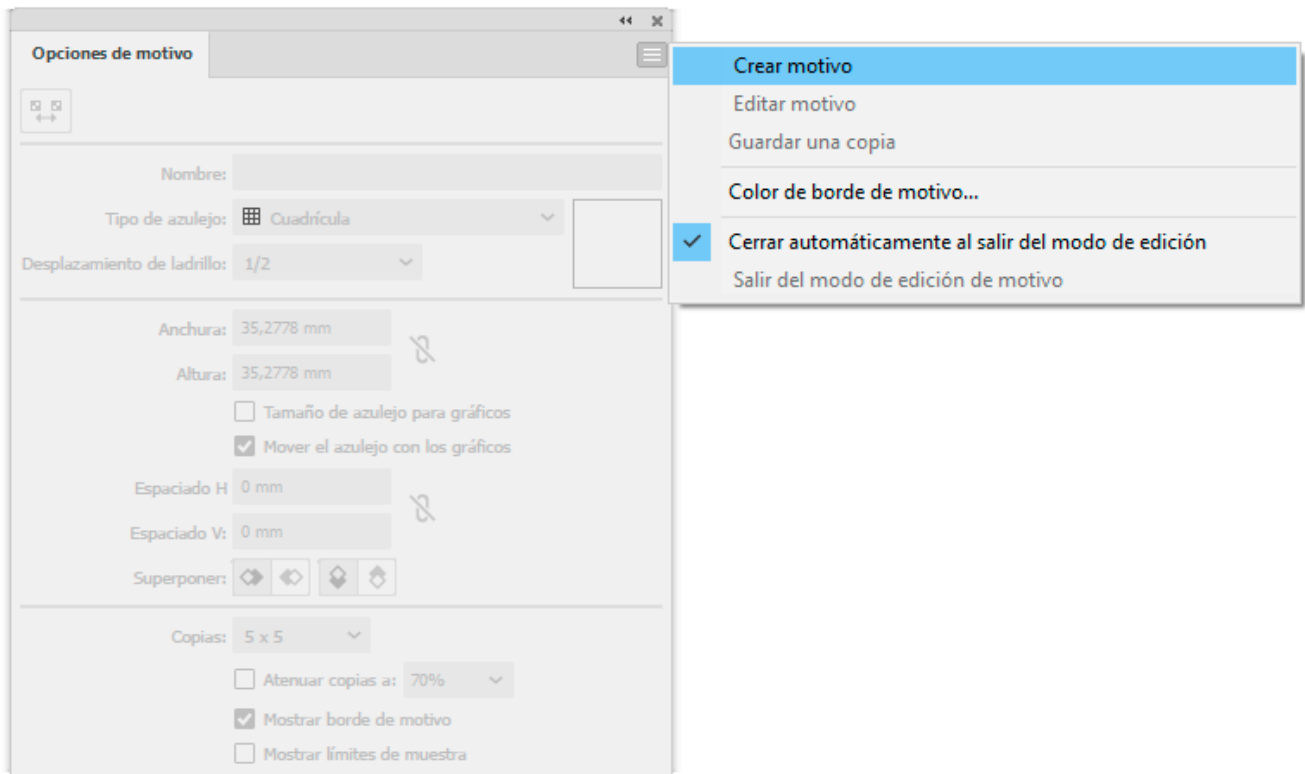 Opciones de motivo
Crear motivo
Editar motivo
Guardar una copia
Color de borde de motivo...
Cerrar automáticamente al salir del modo de edición
Salir del modo de edición de motivo
Nombre:
Tipo de azulejo: Cuadrícula
Desplazamiento de ladrillo: 1/2
Anchura: 35,2778 mm
Altura: 35,2778 mm
Tamaño de azulejo para gráficos
Mover el azulejo con los gráficos
Espaciado H 0 mm
Espaciado V: 0 mm
Superponer:
Copias: 5 x 5
Atenuar copias a: 70%
Mostrar borde de motivo
Mostrar límites de muestra